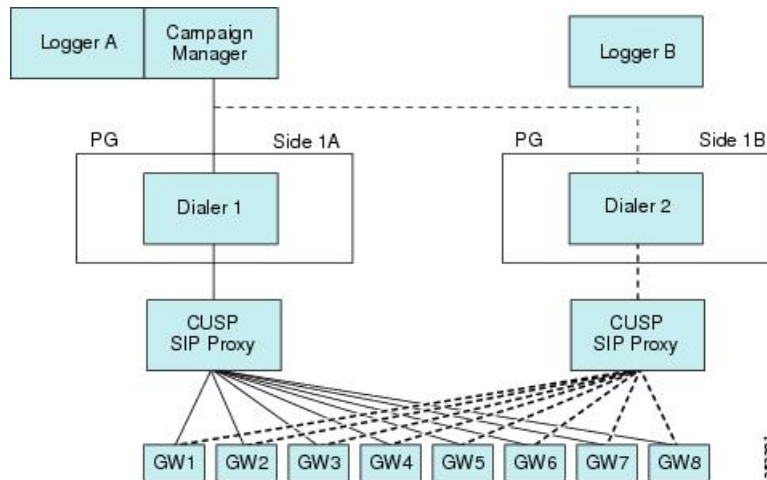 Logger A
Campaign
Manager
Logger B
PG
Side 1A
PG
Side 1B
Dialer 1
Dialer 2
CUSP
SIP Proxy
CUSP
SIP Proxy
GW1
GW2
GW3
GW4
GW5
GW6
GW7
GW8